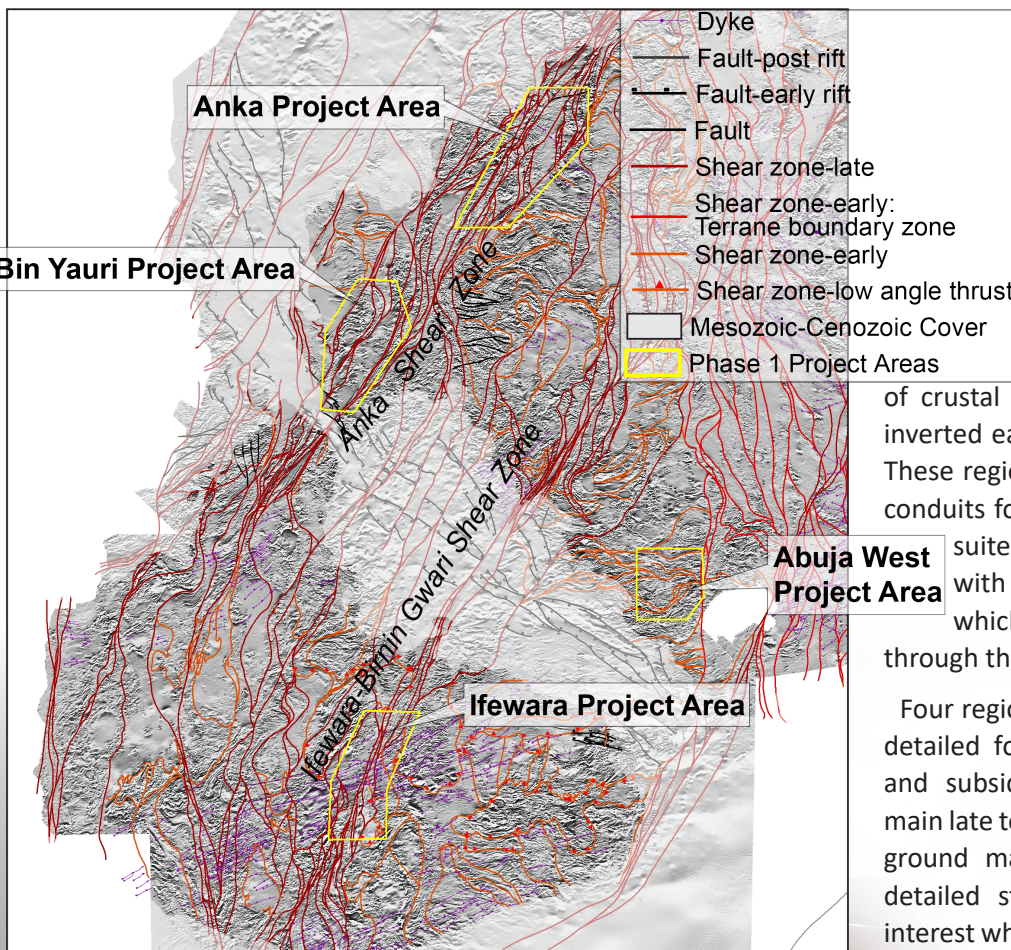 Dyke
Fault-post rift
Fault-early rift
Fault
Shear zone-late
Shear zone-early:
Terrane boundary zone
Shear zone-early
Shear zone-low angle thrust
Mesozoic-Cenozoic Cover
Phase 1 Project Areas
Anka Project Area
Bin Yauri Project Area
Anka Shear Zone
Ifewara-Birnin Gwari Shear Zone
Abuja West
Project Area
Ifewara Project Area
of crustal
inverted ea
These regio
conduits fo
suite
with
which
through th
Four regio
detailed fo
and subsid
main late to
ground ma
detailed st
interest wh